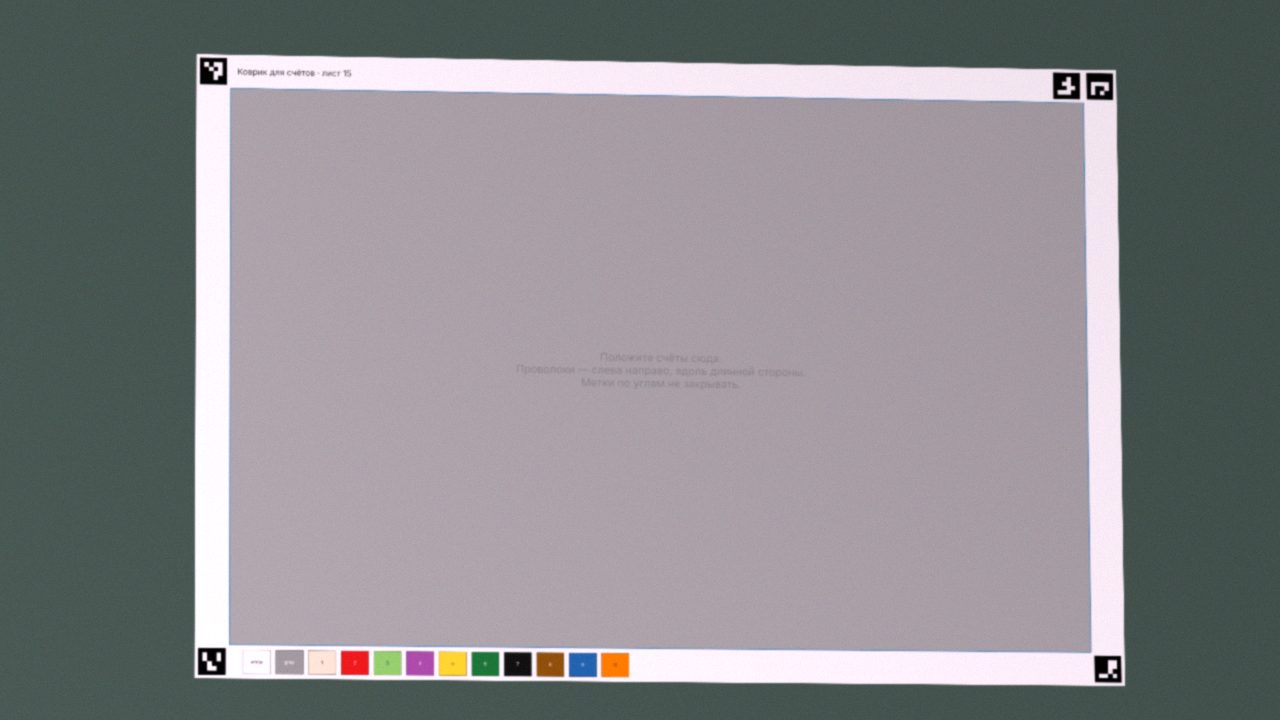 Коврик для счётов · лист 15
Положите счёты сюда.
Проволоки — слева направо, вдоль длинной стороны.
Метки по углам не закрывать.